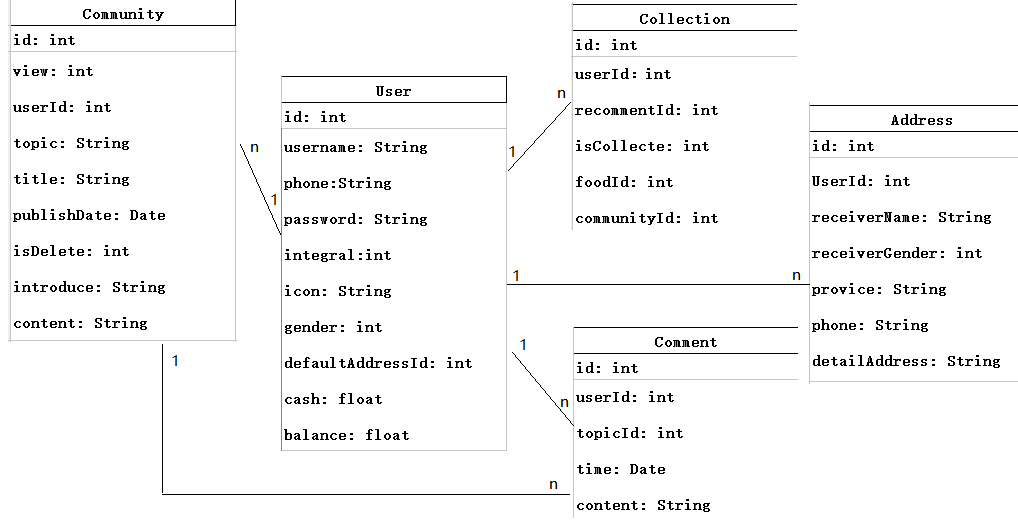 Community
id: int
view: int
userId: int
topic: String
title: String
publishDate: Date
isDelete: int
introduce: String
content: String
User
id: int
username: String
phone:String
password: String
integral:int
icon: String
gender: int
defaultAddressId: int
cash: float
balance: float
Collection
id: int
userId: int
recommentId: int
isCollecte: int
foodId: int
communityId: int
Address
id: int
UserId: int
receiverName: String
receiverGender: int
provice: String
phone: String
detailAddress: String
Comment
id: int
userId: int
topicId: int
time: Date
content: String
n
1
1
n
1
n
1
n
1
n